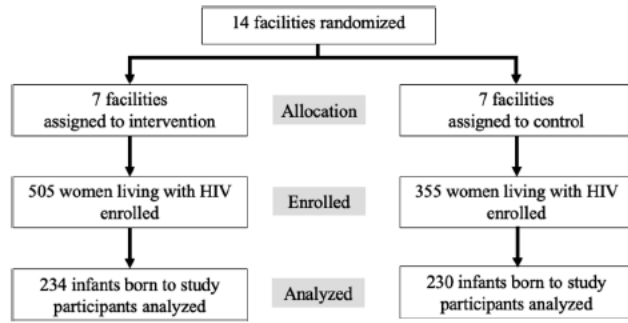 14 facilities randomized
7 facilities
assigned to intervention
Allocation
7 facilities
assigned to control
505 women living with HIV
enrolled
Enrolled
355 women living with HIV
enrolled
234 infants born to study
participants analyzed
Analyzed
230 infants born to study
participants analyzed